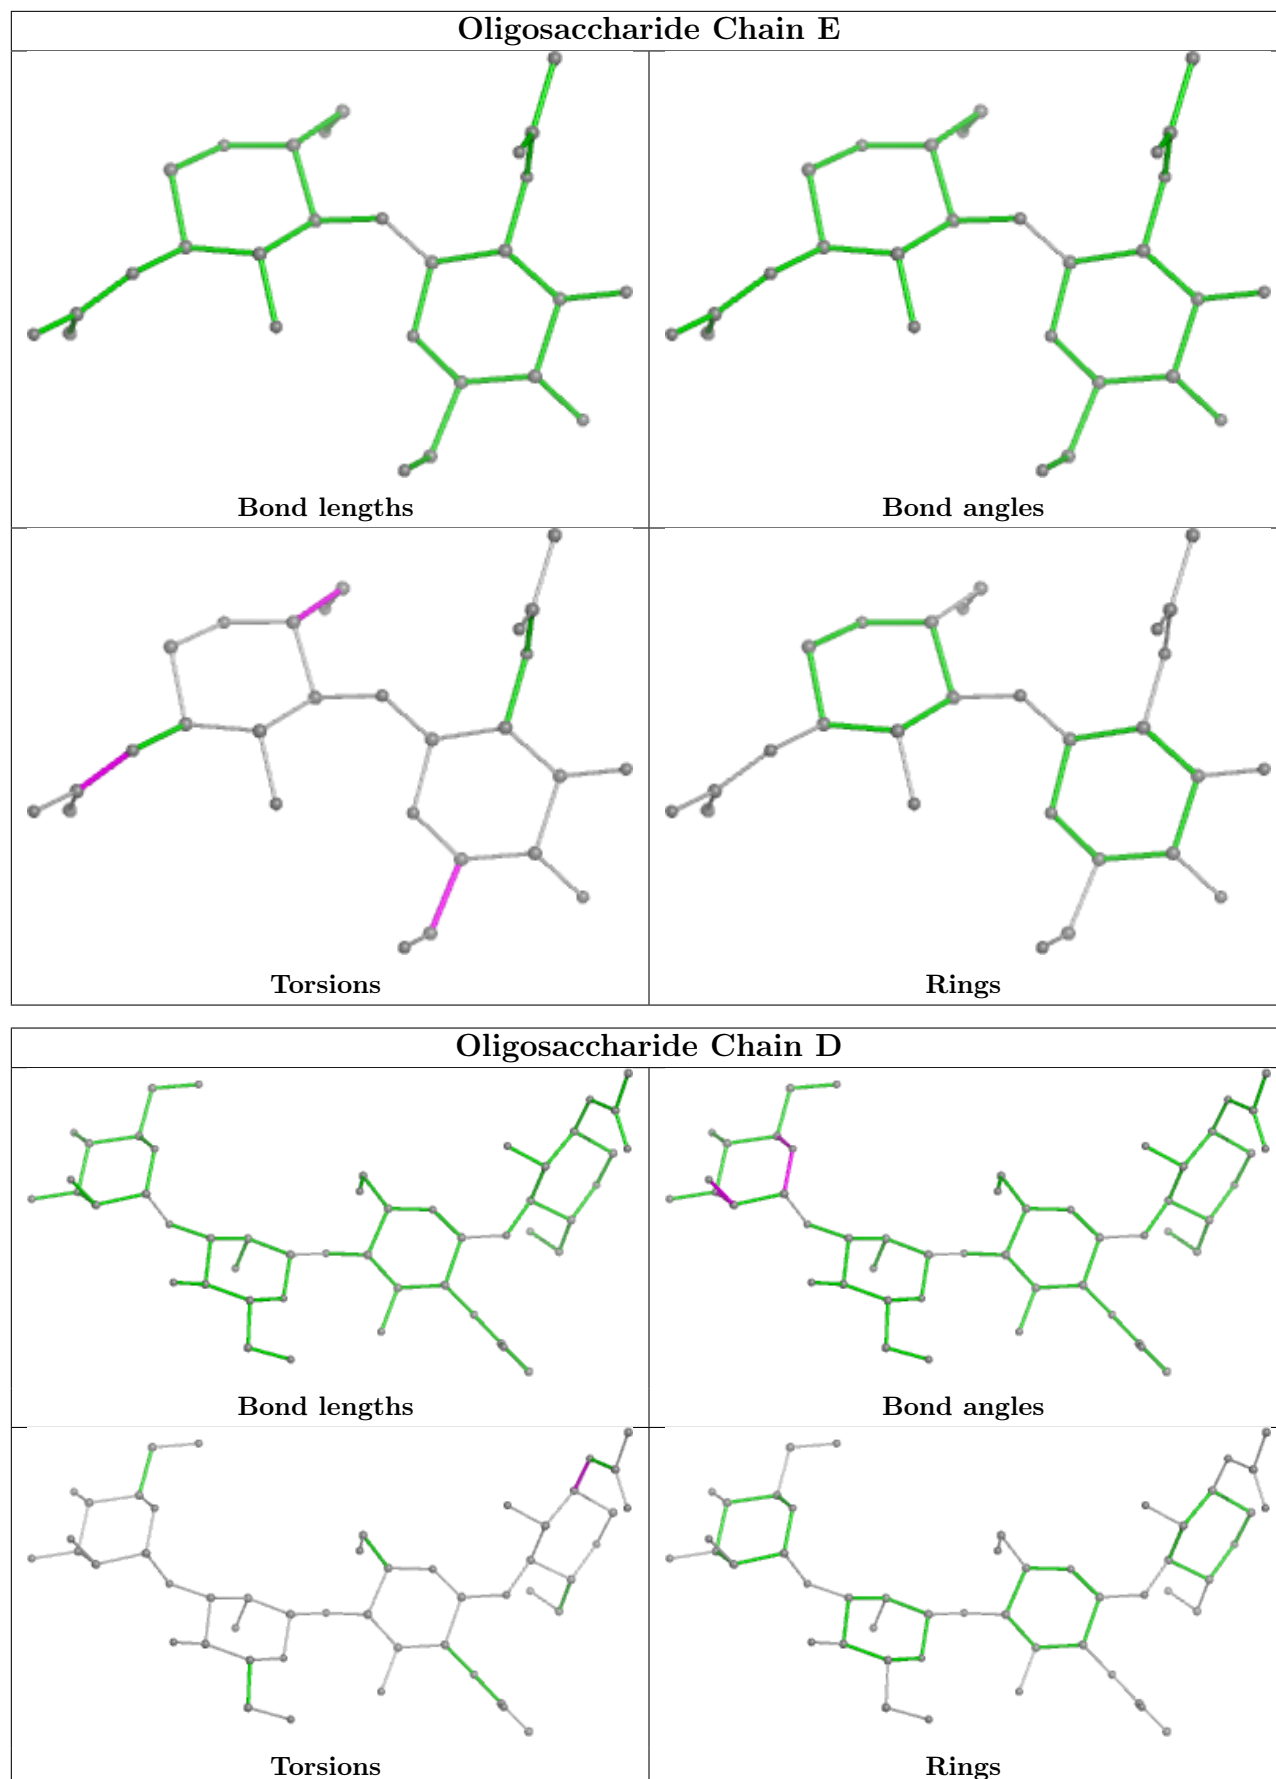 Oligosaccharide Chain E
Bond lengths
Bond angles
Torsions
Rings
Oligosaccharide Chain D
Bond lengths
Bond angles
Torsions
Rings